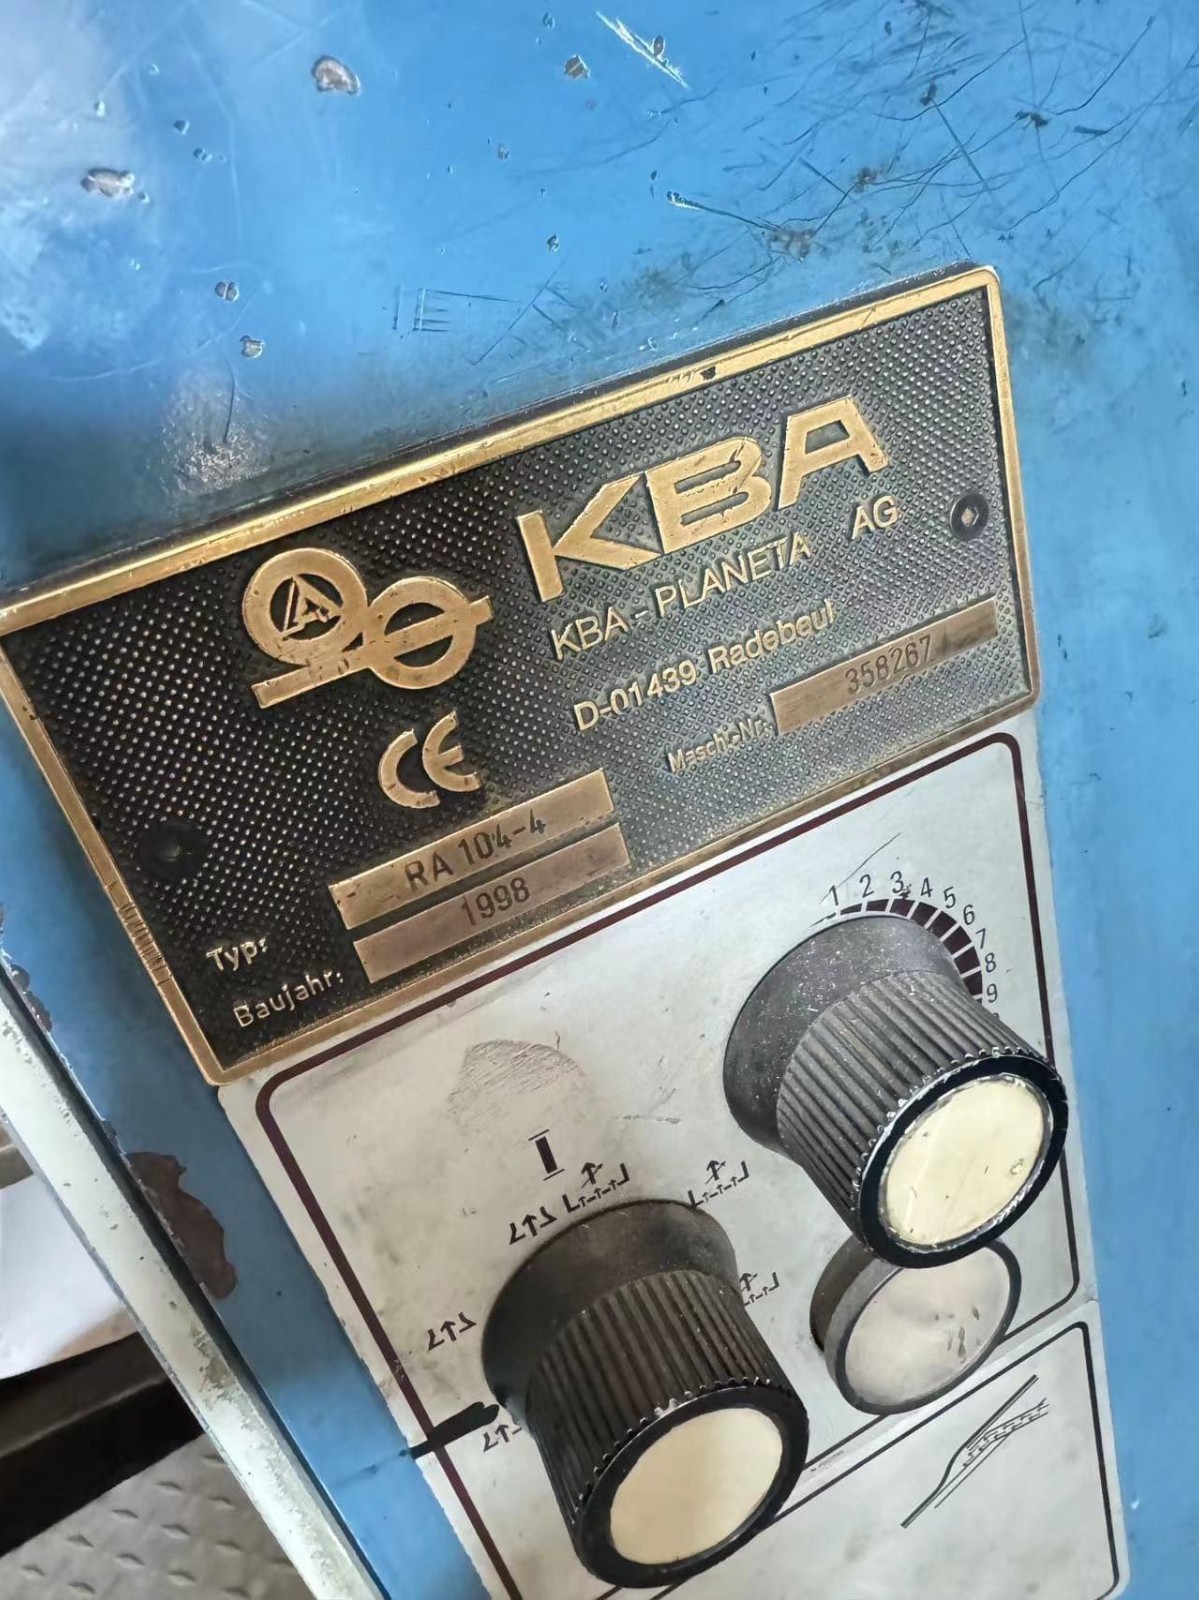 KBA
KBA-PLANETA AG
D-01439 Radebeul
Masch.-Nr. 358267
CE
Typ: RA 104-4
Baujahr: 1998
1 2 3 4 5 6 7 8 9